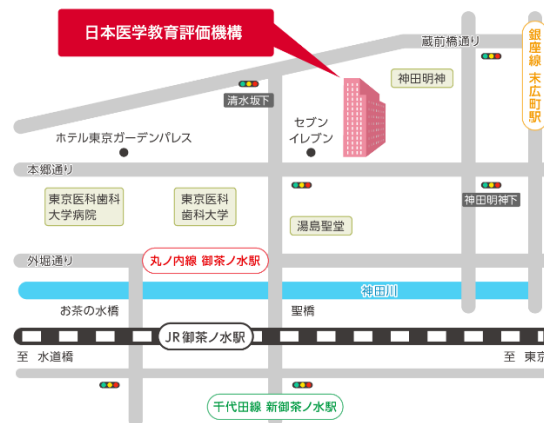 日本医学教育評価機構
蔵前橋通り
銀座線 末広町駅
神田明神
清水坂下
セブン
イレブン
ホテル東京ガーデンパレス
本郷通り
東京医科歯科
大学病院
東京医科
歯科大学
神田明神下
湯島聖堂
外堀通り
丸ノ内線 御茶ノ水駅
神田川
お茶の水橋
聖橋
JR御茶ノ水駅
至 水道橋
至 東京
千代田線 新御茶ノ水駅